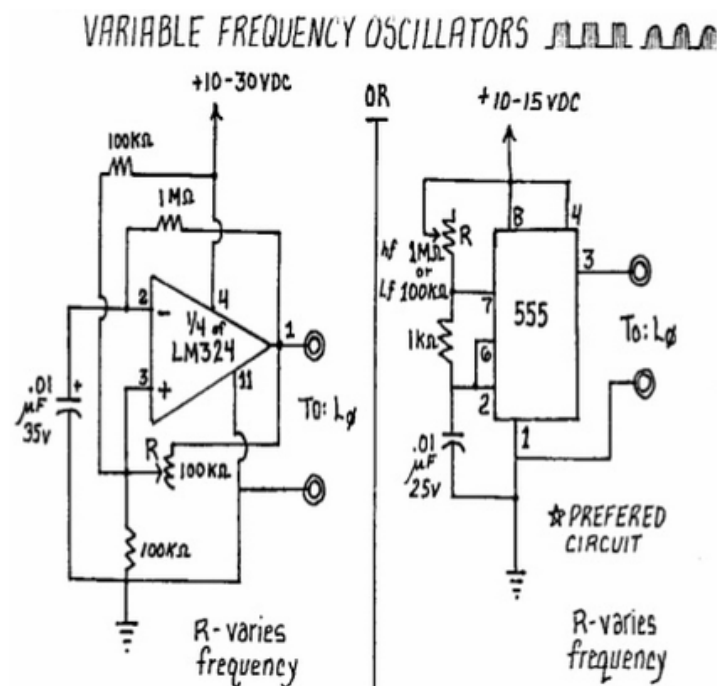 VARIABLE FREQUENCY OSCILLATORS
+10-30VDC
100KΩ
1MΩ
2
-
4
1/4 of
LM324
1
3
+
11
.01
µF
35V
+
To: Lø
R
100KΩ
100KΩ
R-varies
frequency
OR
+10-15VDC
8
4
R
hf 1MΩ
or
Lf 100KΩ
7
3
555
1KΩ
6
To: Lø
2
1
.01
µF
25V
☆PREFERED
CIRCUIT
R-varies
frequency